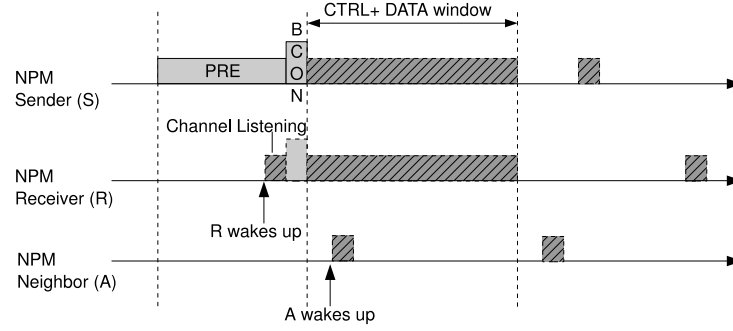 CTRL+ DATA window
B
C
O
N
PRE
NPM
Sender (S)
Channel Listening
NPM
Receiver (R)
R wakes up
NPM
Neighbor (A)
A wakes up